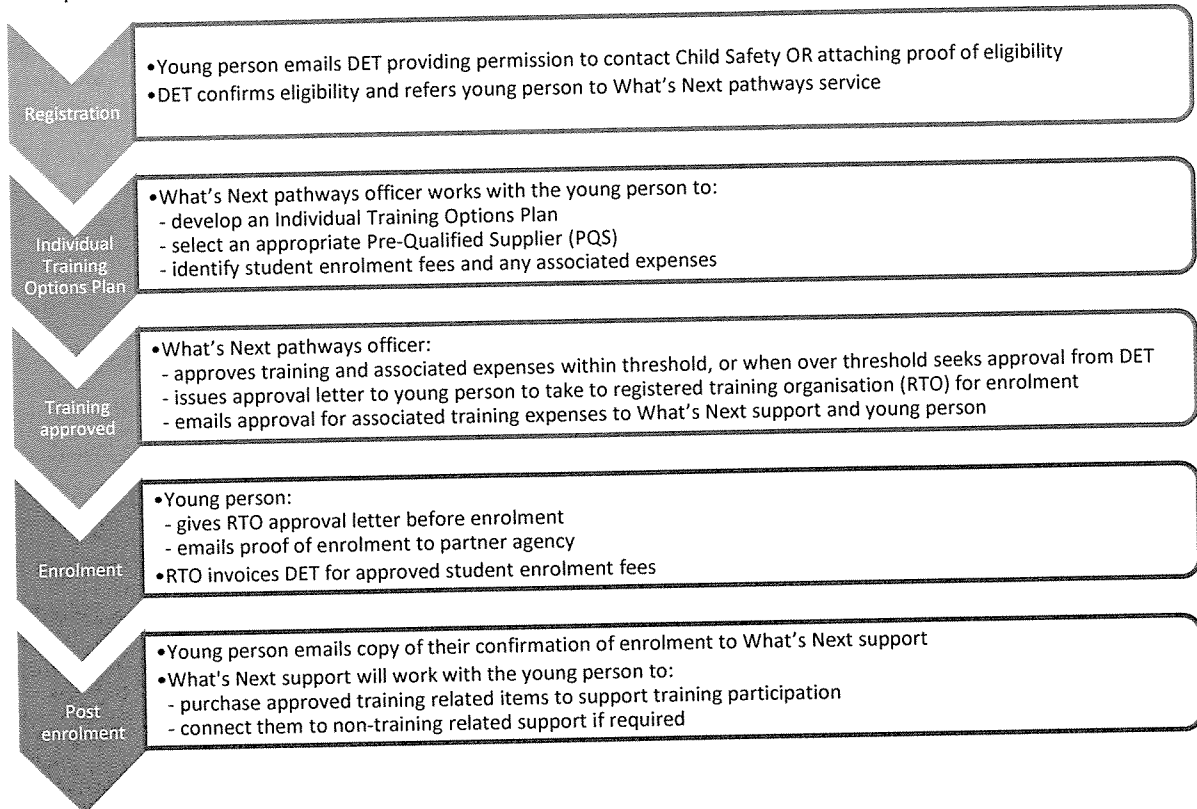 Registration
•Young person emails DET providing permission to contact Child Safety OR attaching proof of eligibility
•DET confirms eligibility and refers young person to What's Next pathways service
Individual
Training
Options Plan
•What's Next pathways officer works with the young person to:
- develop an Individual Training Options Plan
- select an appropriate Pre-Qualified Supplier (PQS)
- identify student enrolment fees and any associated expenses
Training
approved
•What's Next pathways officer:
- approves training and associated expenses within threshold, or when over threshold seeks approval from DET
- issues approval letter to young person to take to registered training organisation (RTO) for enrolment
- emails approval for associated training expenses to What's Next support and young person
Enrolment
•Young person:
- gives RTO approval letter before enrolment
- emails proof of enrolment to partner agency
•RTO invoices DET for approved student enrolment fees
Post
enrolment
•Young person emails copy of their confirmation of enrolment to What's Next support
•What's Next support will work with the young person to:
- purchase approved training related items to support training participation
- connect them to non-training related support if required